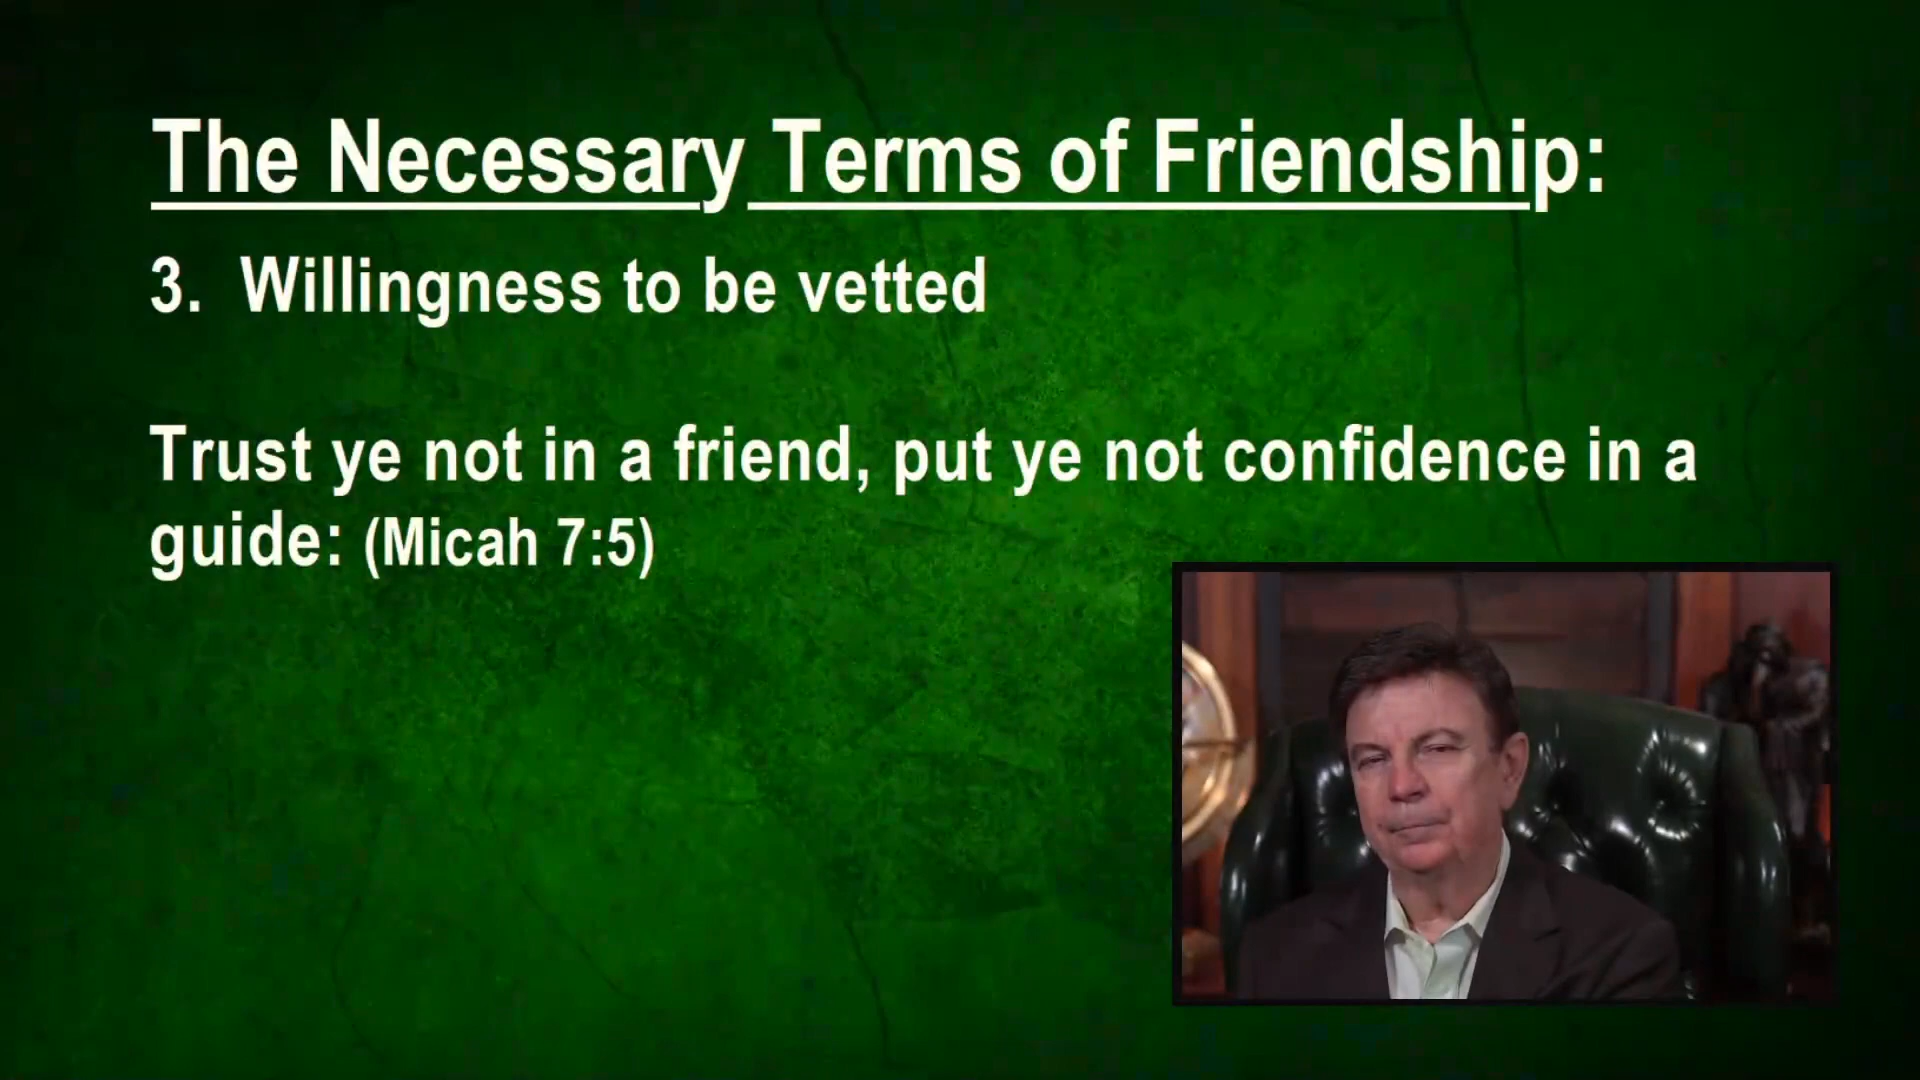 The Necessary Terms of Friendship:
3. Willingness to be vetted
Trust ye not in a friend, put ye not confidence in a
guide: (Micah 7:5)